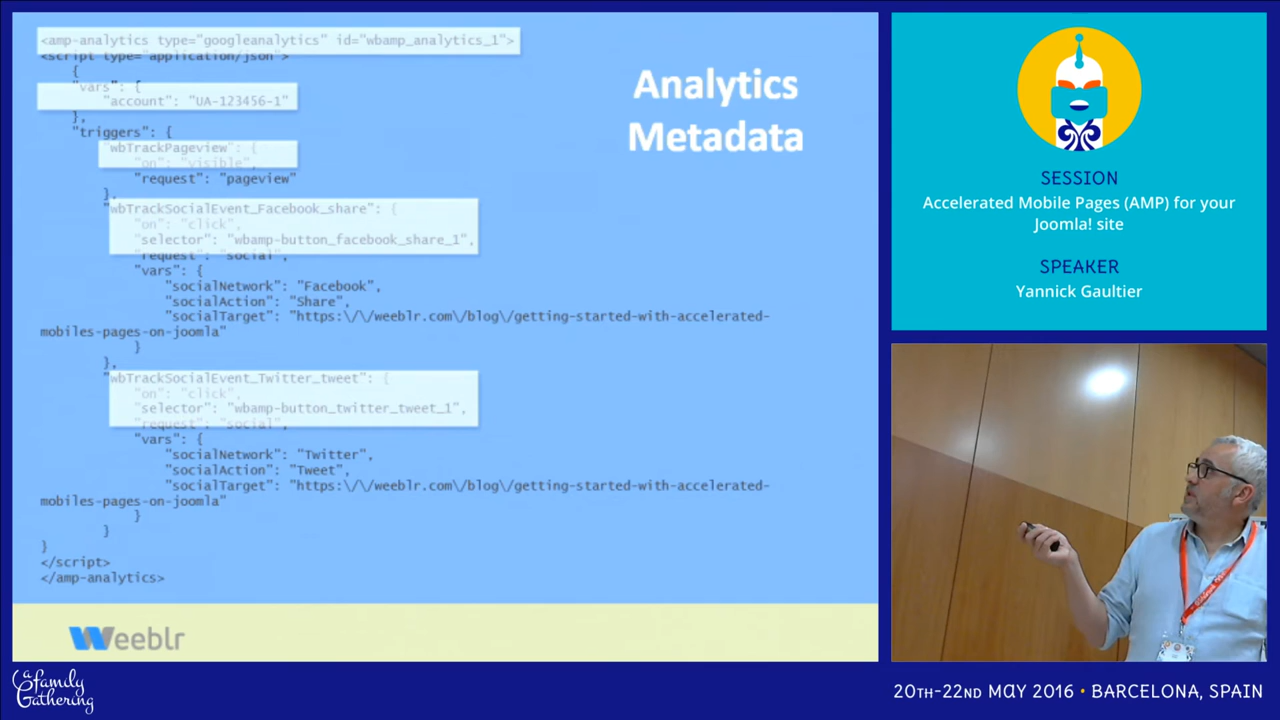 <amp-analytics type="googleanalytics" id="wbamp_analytics_1">
<script type="application/json">
{
"vars": {
"account": "UA-123456-1"
},
"triggers": {
"wbTrackPageview": {
"on": "visible",
"request": "pageview"
},
"wbTrackSocialEvent_Facebook_share": {
"on": "click",
"selector": "wbamp-button_facebook_share_1",
"request": "social",
"vars": {
"socialNetwork": "Facebook",
"socialAction": "Share",
"socialTarget": "https:\/\/weeblr.com\/blog\/getting-started-with-accelerated-
mobiles-pages-on-joomla"
}
},
"wbTrackSocialEvent_Twitter_tweet": {
"on": "click",
"selector": "wbamp-button_twitter_tweet_1",
"request": "social",
"vars": {
"socialNetwork": "Twitter",
"socialAction": "Tweet",
"socialTarget": "https:\/\/weeblr.com\/blog\/getting-started-with-accelerated-
mobiles-pages-on-joomla"
}
}
}
</script>
</amp-analytics>
Analytics
Metadata
Weeblr
SESSION
Accelerated Mobile Pages (AMP) for your
Joomla! site
SPEAKER
Yannick Gaultier
a family
Gathering
20TH-22ND MAY 2016 • BARCELONA, SPAIN